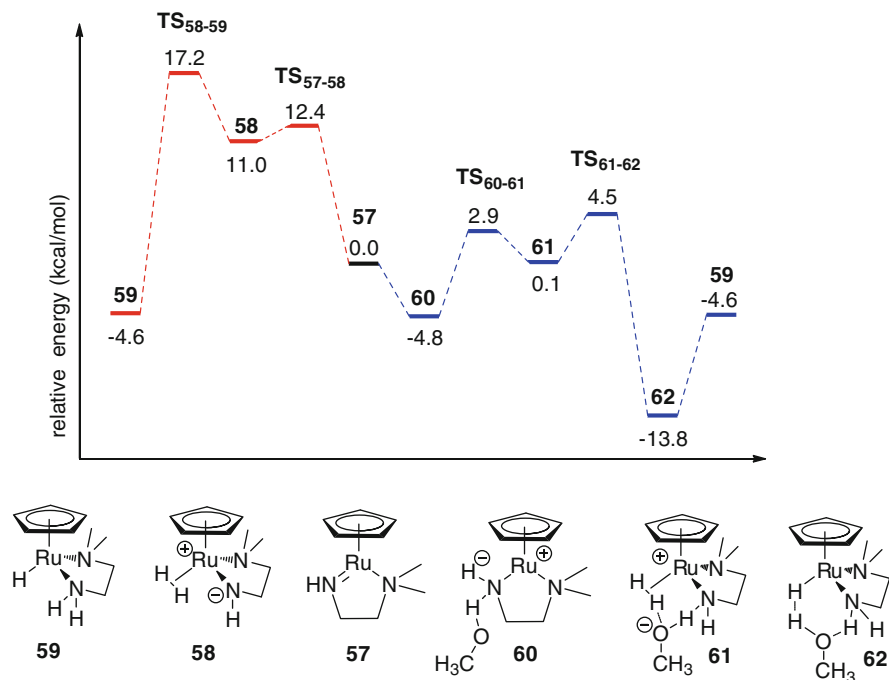 TS58-59
17.2
TS57-58
58
12.4
11.0
TS60-61
TS61-62
57
0.0
2.9
4.5
61
0.1
59
-4.6
60
-4.8
59
-4.6
62
-13.8
relative energy (kcal/mol)
Ru
H
N
N
H H
59
⊕
Ru
H
H
N
N
H
⊖
58
Ru
HN
N
57
⊖
H
⊕
Ru
N
N
H
O
H3C
60
⊕
Ru
H
H
N
N
H
H
⊖
O
CH3
61
Ru
H
H
N
N
H
H
H
O
CH3
62